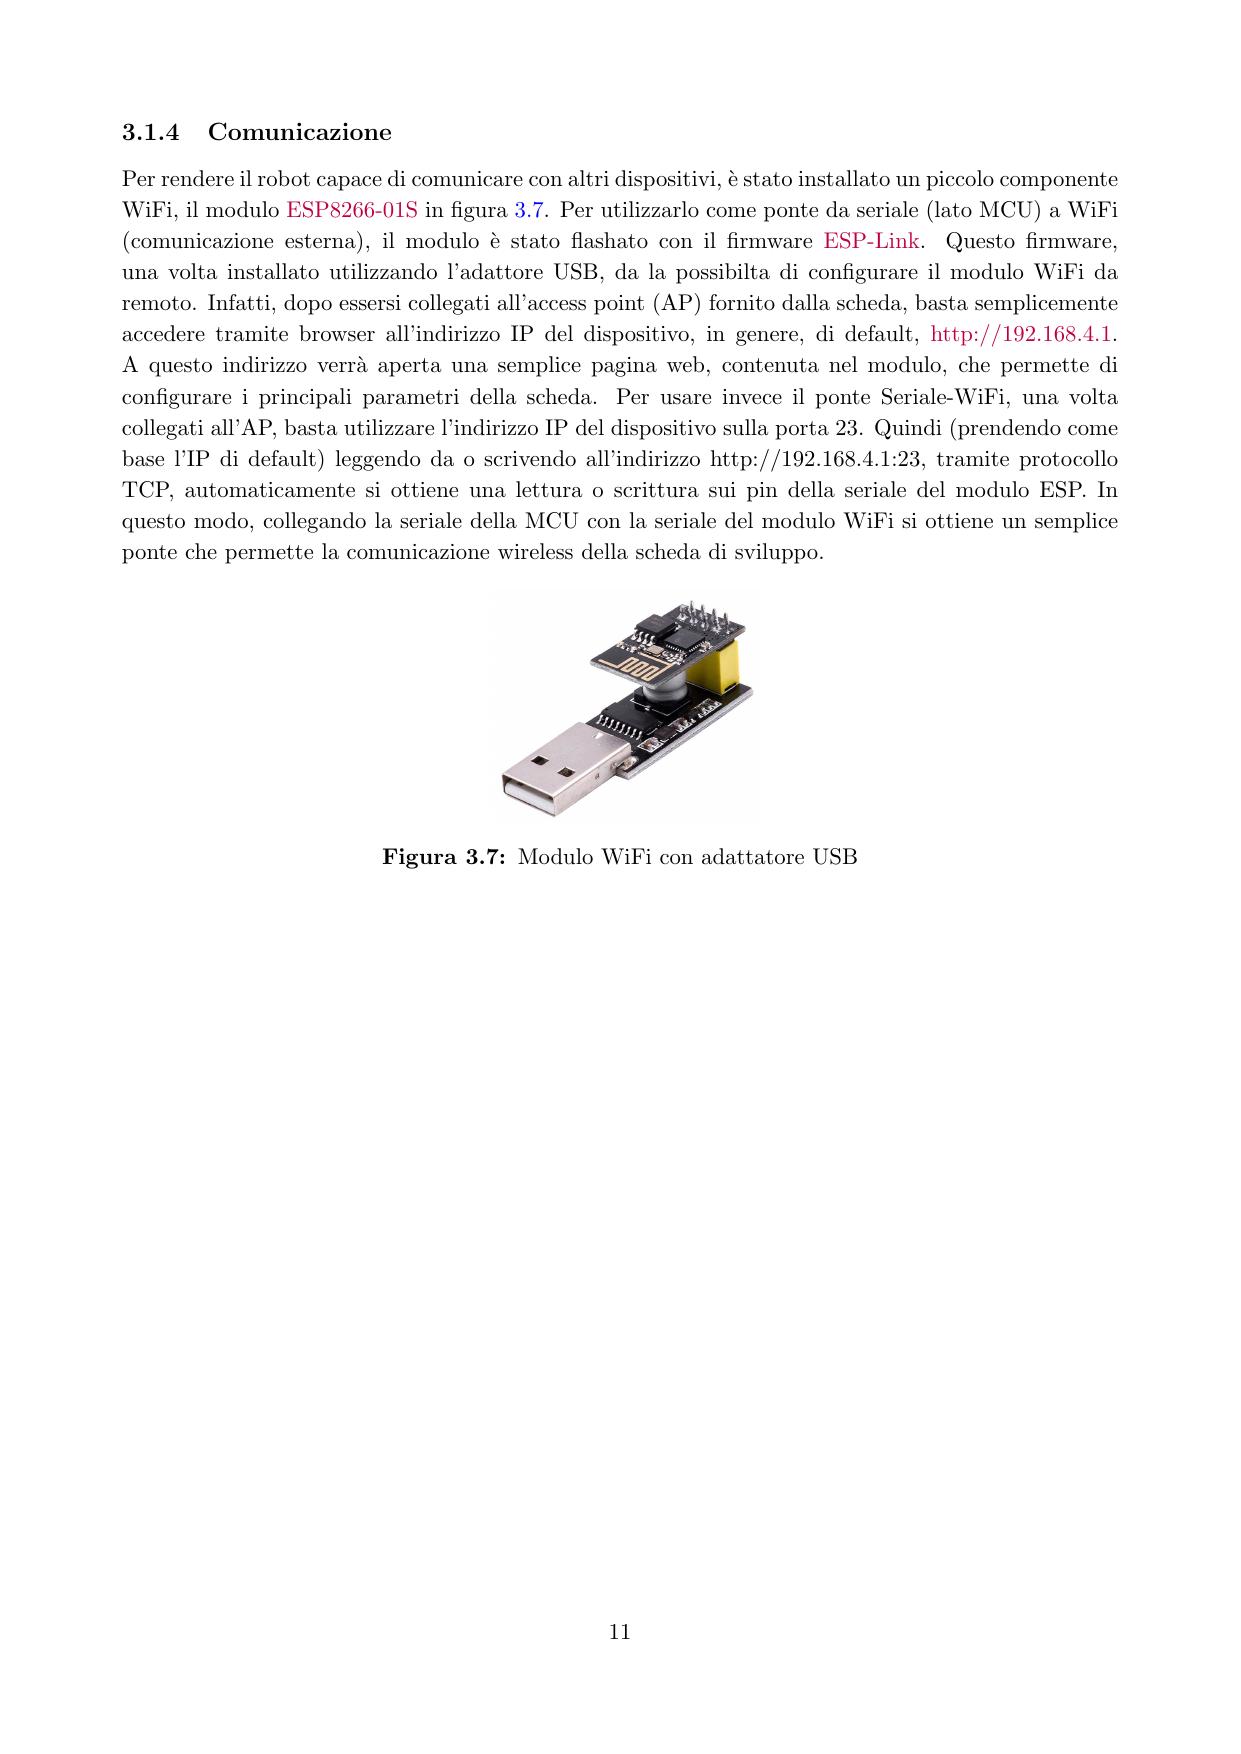 3.1.4 Comunicazione
Per rendere il robot capace di comunicare con altri dispositivi, è stato installato un piccolo componente
WiFi, il modulo ESP8266-01S in figura 3.7. Per utilizzarlo come ponte da seriale (lato MCU) a WiFi
(comunicazione esterna), il modulo è stato flashato con il firmware ESP-Link. Questo firmware,
una volta installato utilizzando l'adattore USB, da la possibilta di configurare il modulo WiFi da
remoto. Infatti, dopo essersi collegati all'access point (AP) fornito dalla scheda, basta semplicemente
accedere tramite browser all'indirizzo IP del dispositivo, in genere, di default, http://192.168.4.1.
A questo indirizzo verrà aperta una semplice pagina web, contenuta nel modulo, che permette di
configurare i principali parametri della scheda. Per usare invece il ponte Seriale-WiFi, una volta
collegati all'AP, basta utilizzare l'indirizzo IP del dispositivo sulla porta 23. Quindi (prendendo come
base l'IP di default) leggendo da o scrivendo all'indirizzo http://192.168.4.1:23, tramite protocollo
TCP, automaticamente si ottiene una lettura o scrittura sui pin della seriale del modulo ESP. In
questo modo, collegando la seriale della MCU con la seriale del modulo WiFi si ottiene un semplice
ponte che permette la comunicazione wireless della scheda di sviluppo.
Figura 3.7: Modulo WiFi con adattatore USB
11